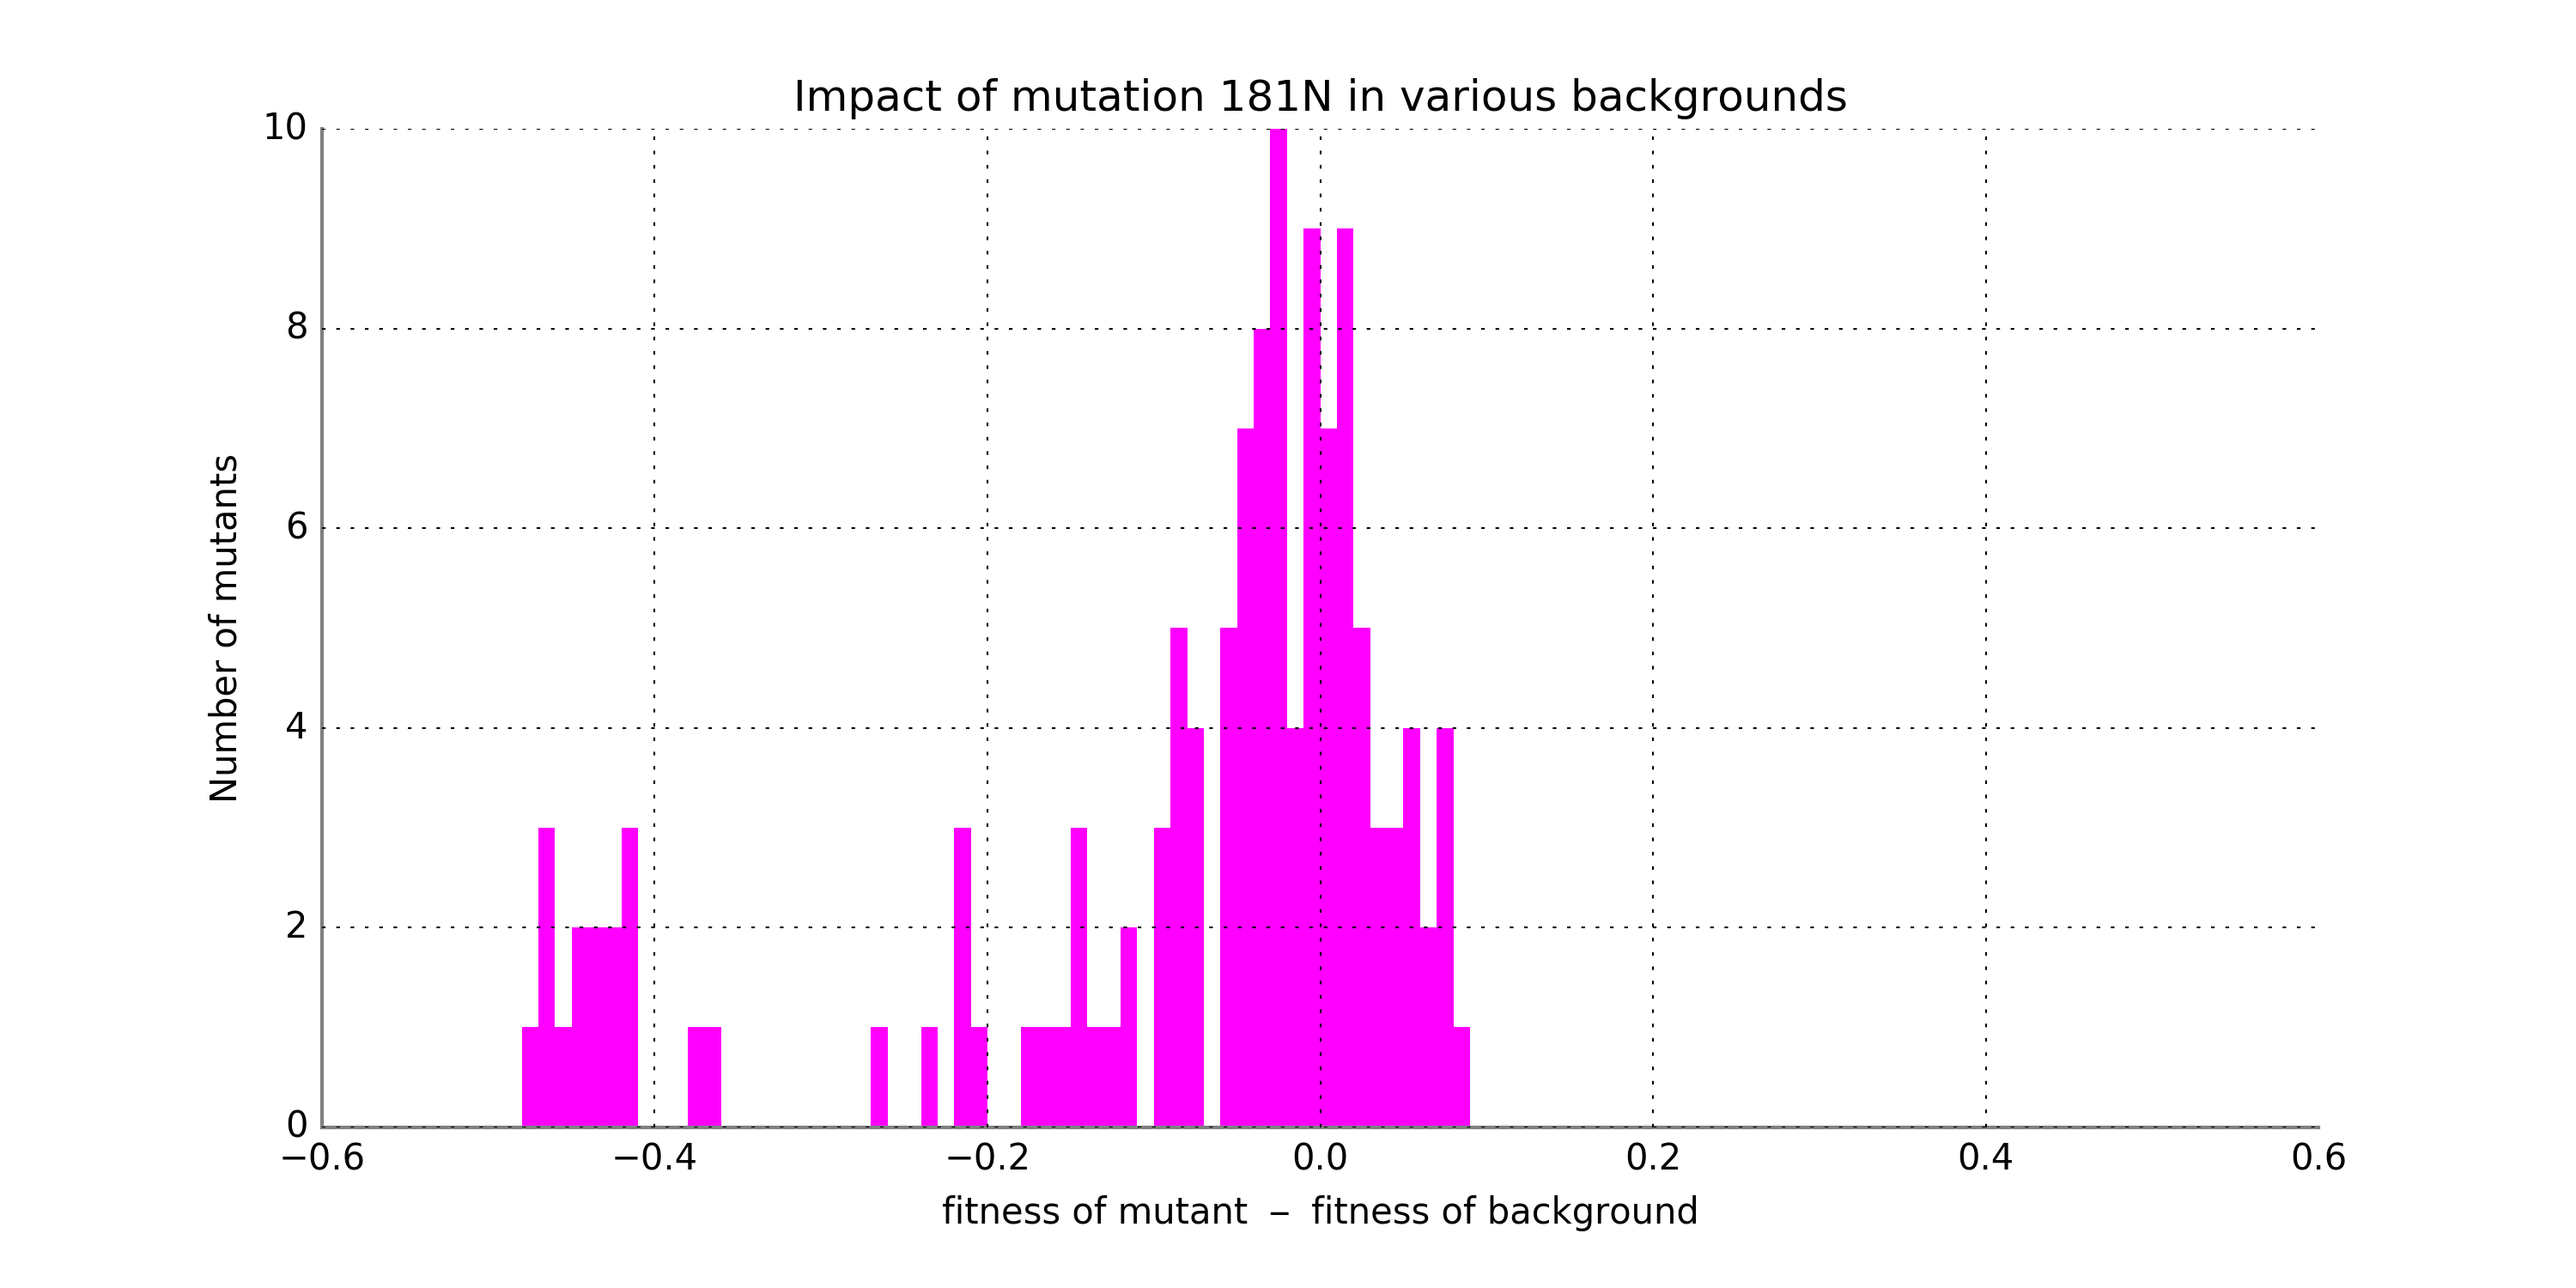 Impact of mutation 181N in various backgrounds
10
8
6
4
2
0
Number of mutants
−0.6 −0.4 −0.2 0.0 0.2 0.4 0.6
fitness of mutant − fitness of background